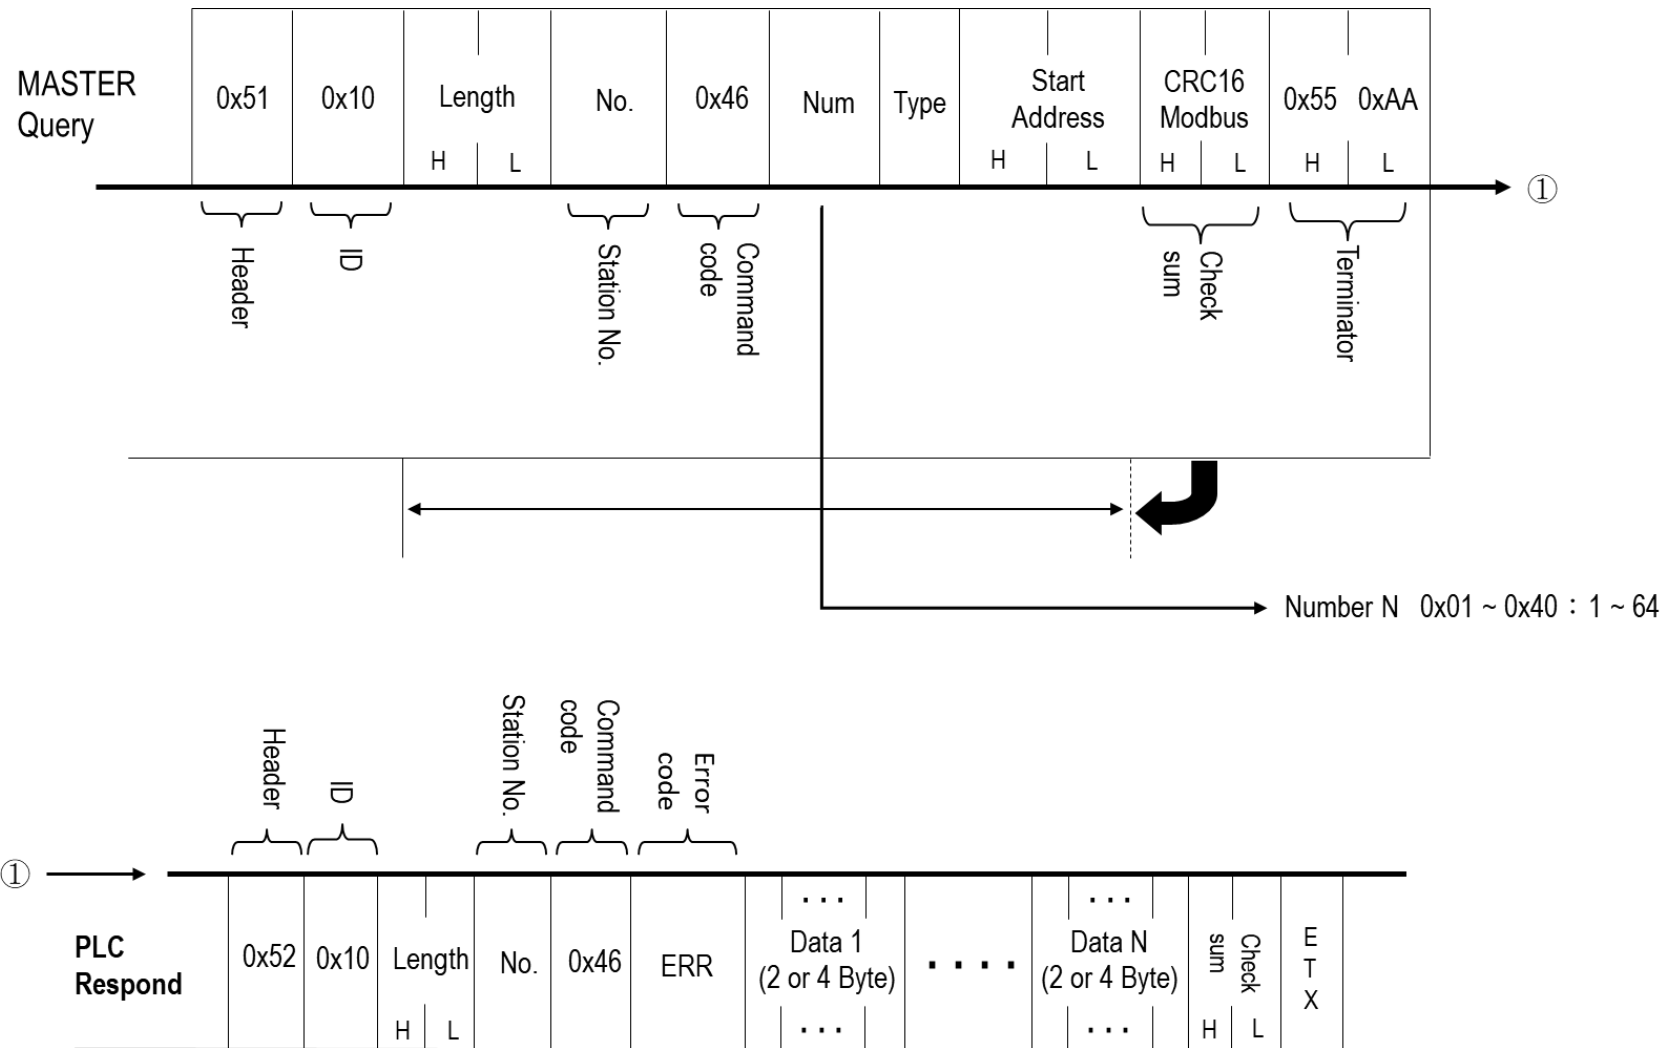 MASTER
Query
0x51
0x10
Length
H
L
No.
0x46
Num
Type
Start
Address
H
L
CRC16
Modbus
H
L
0x55 0xAA
H
L
①
Header
ID
Station No.
Command
code
Check
sum
Terminator
Number N 0x01 ~ 0x40 : 1 ~ 64
Header
ID
Station No.
Command
code
Error
code
①
PLC
Respond
0x52
0x10
Length
H
L
No.
0x46
ERR
...
Data 1
(2 or 4 Byte)
...
....
...
Data N
(2 or 4 Byte)
...
Check
sum
H
L
E
T
X